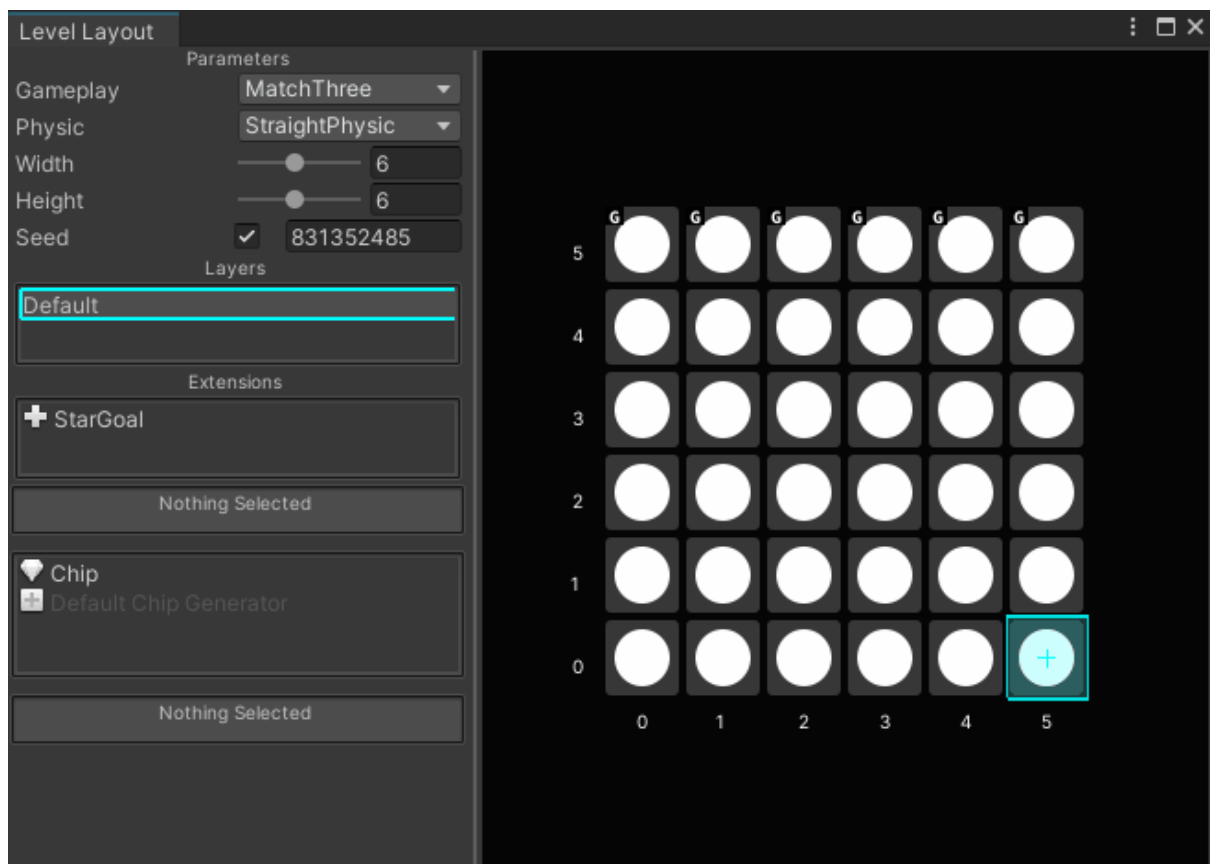 Level Layout
Parameters
Gameplay MatchThree
Physic StraightPhysic
Width 6
Height 6
Seed 831352485
Layers
Default
Extensions
StarGoal
Nothing Selected
Chip
Default Chip Generator
Nothing Selected
G G G G G G
5
4
3
2
1
0
0 1 2 3 4 5